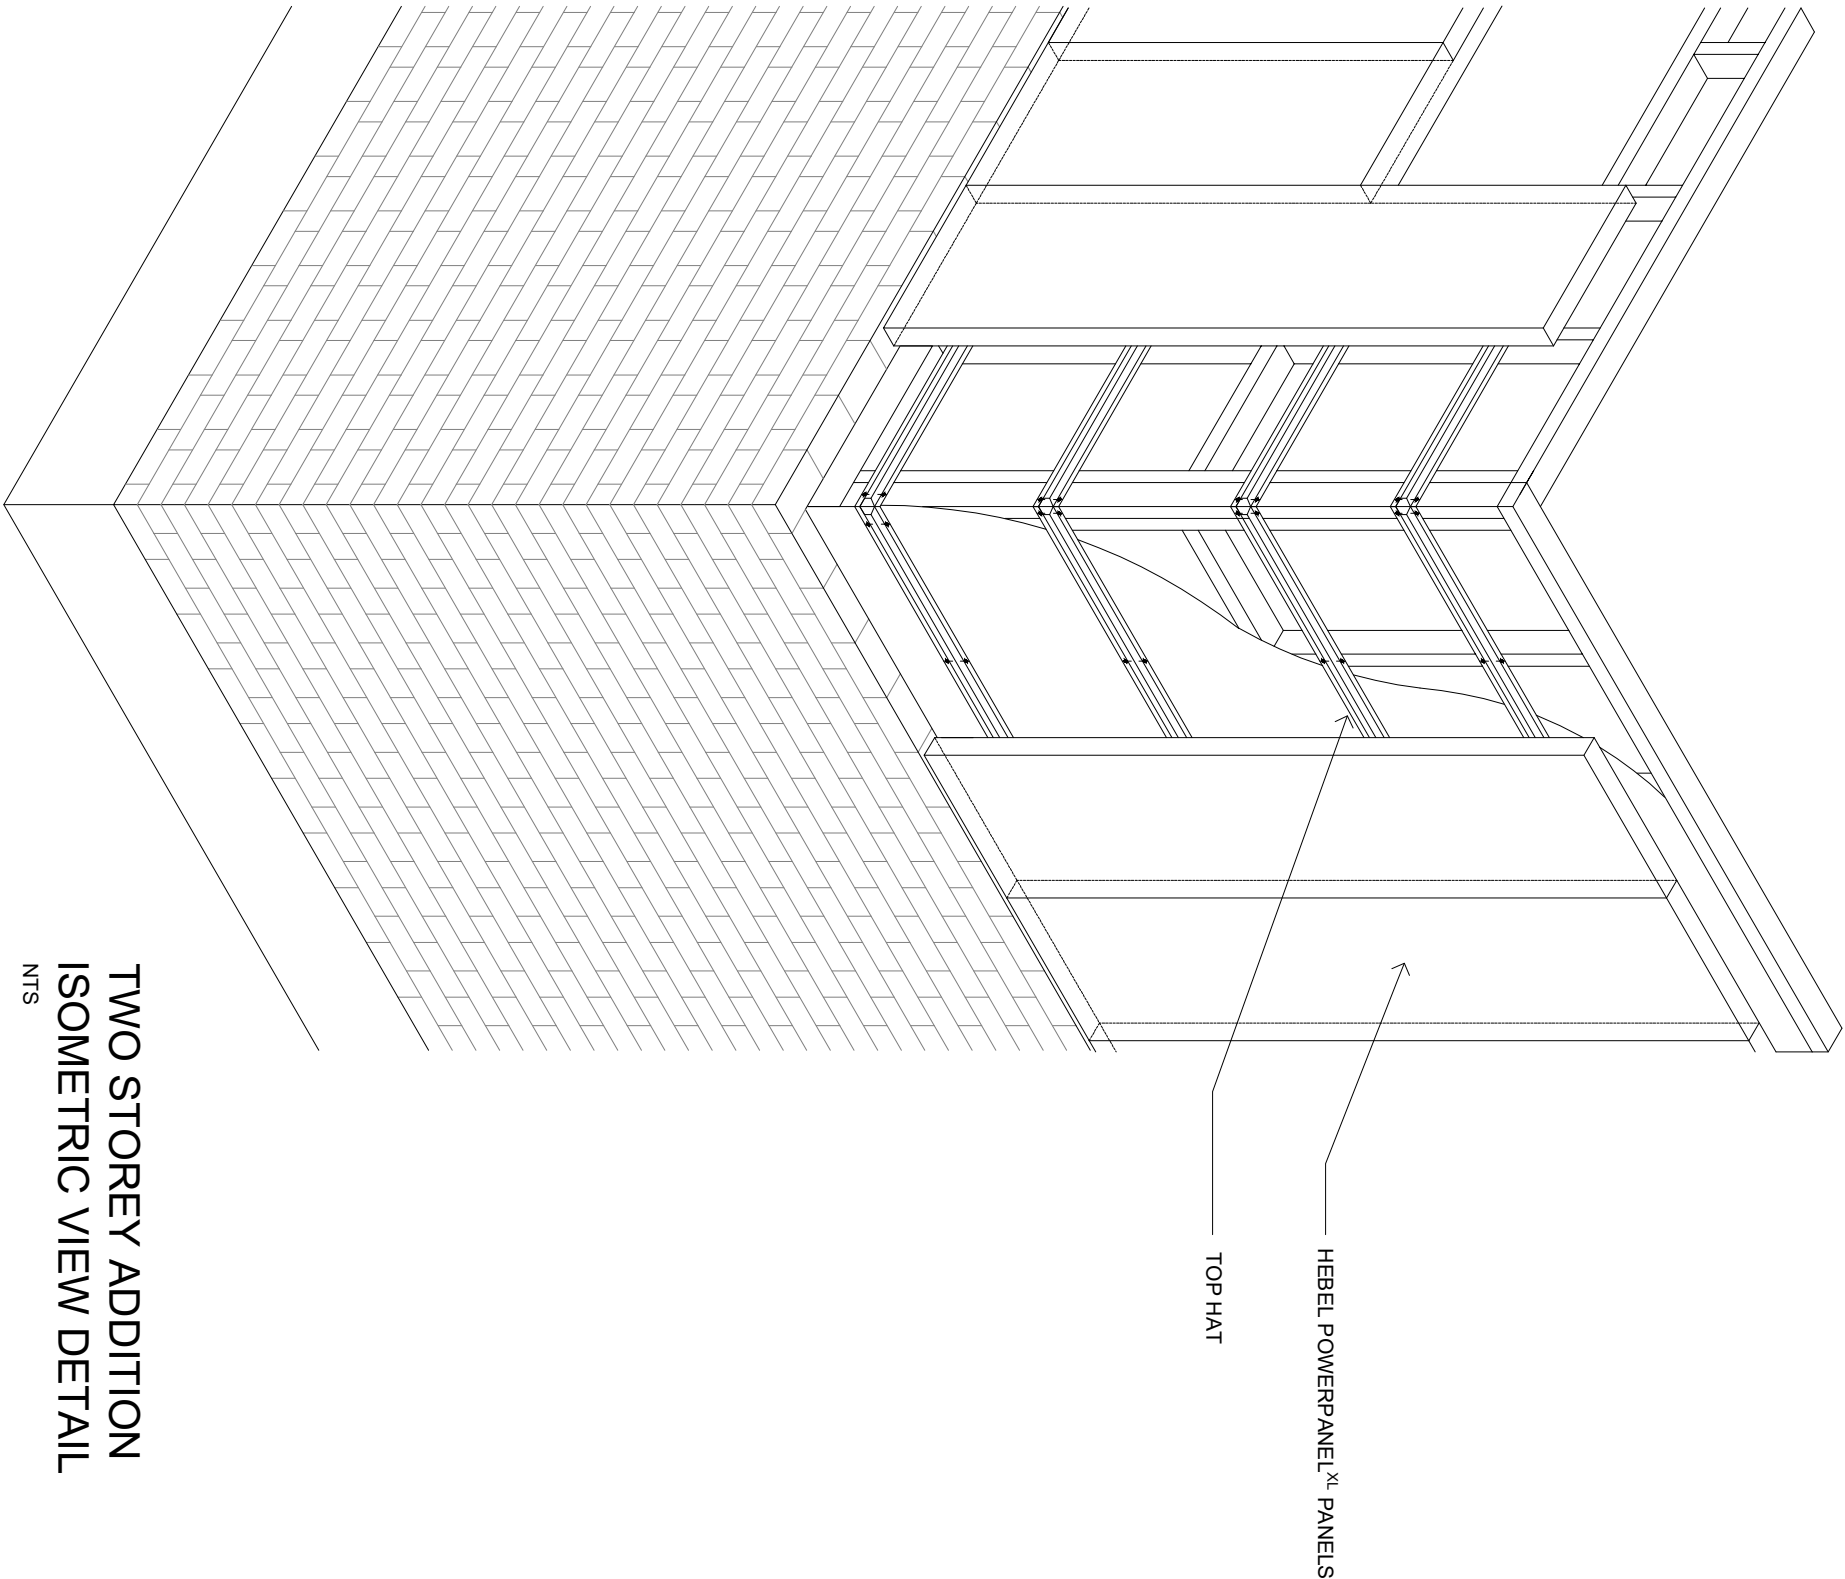 HEBEL POWERPANEL^XL PANELS
TOP HAT
TWO STOREY ADDITION
ISOMETRIC VIEW DETAIL
NTS